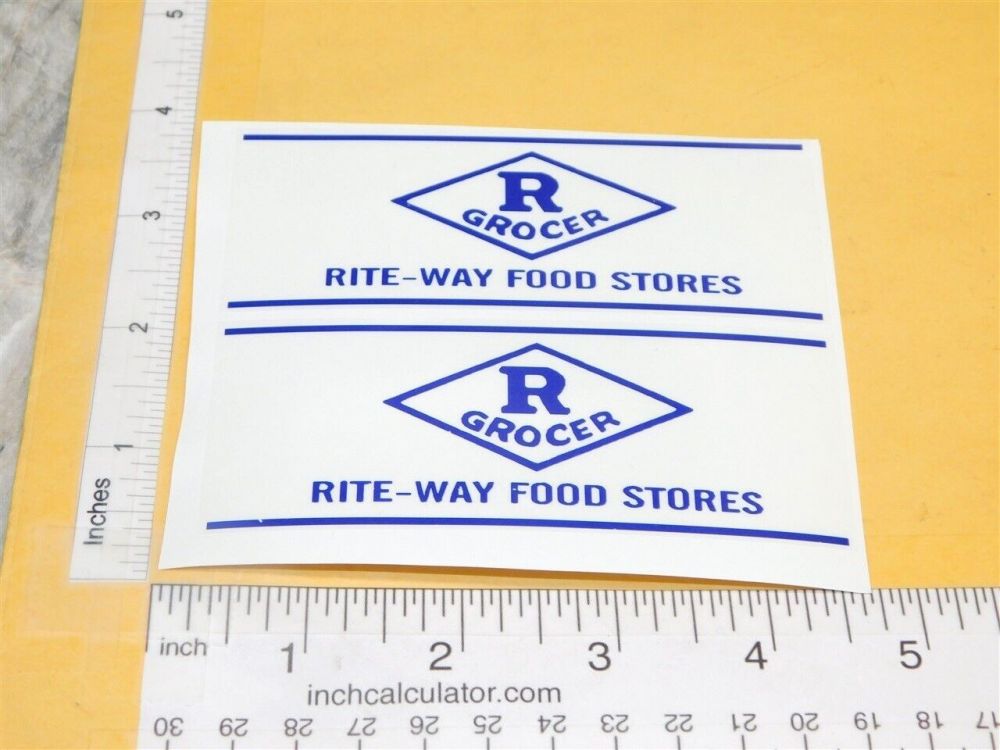 R
GROCER
RITE-WAY FOOD STORES
R
GROCER
RITE-WAY FOOD STORES
5
4
3
2
1
Inches
inch 1 2 3 4 5
inchcalculator.com
30 29 28 27 26 25 24 23 22 21 20 19 18 17